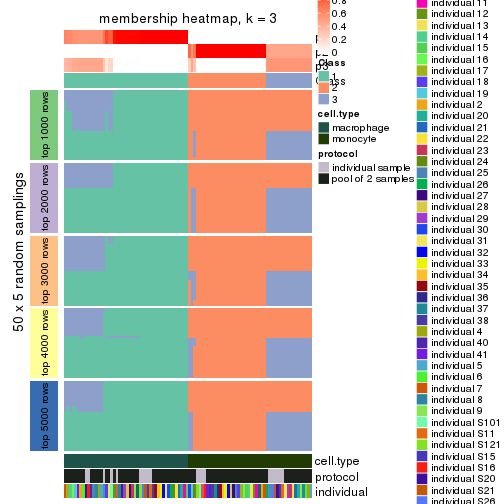 membership heatmap, k = 3
50 x 5 random samplings
top 1000 rows
top 2000 rows
top 3000 rows
top 4000 rows
top 5000 rows
cell.type
protocol
individual
0.8
0.6
0.4
0.2
0
Class
2
3
cell.type
macrophage
monocyte
protocol
individual sample
pool of 2 samples
individual 11
individual 12
individual 13
individual 14
individual 15
individual 16
individual 17
individual 18
individual 19
individual 2
individual 20
individual 21
individual 22
individual 23
individual 24
individual 25
individual 26
individual 27
individual 28
individual 29
individual 30
individual 31
individual 32
individual 33
individual 34
individual 35
individual 36
individual 37
individual 38
individual 4
individual 40
individual 41
individual 5
individual 6
individual 7
individual 8
individual 9
individual S101
individual S11
individual S121
individual S15
individual S16
individual S20
individual S21
individual S26